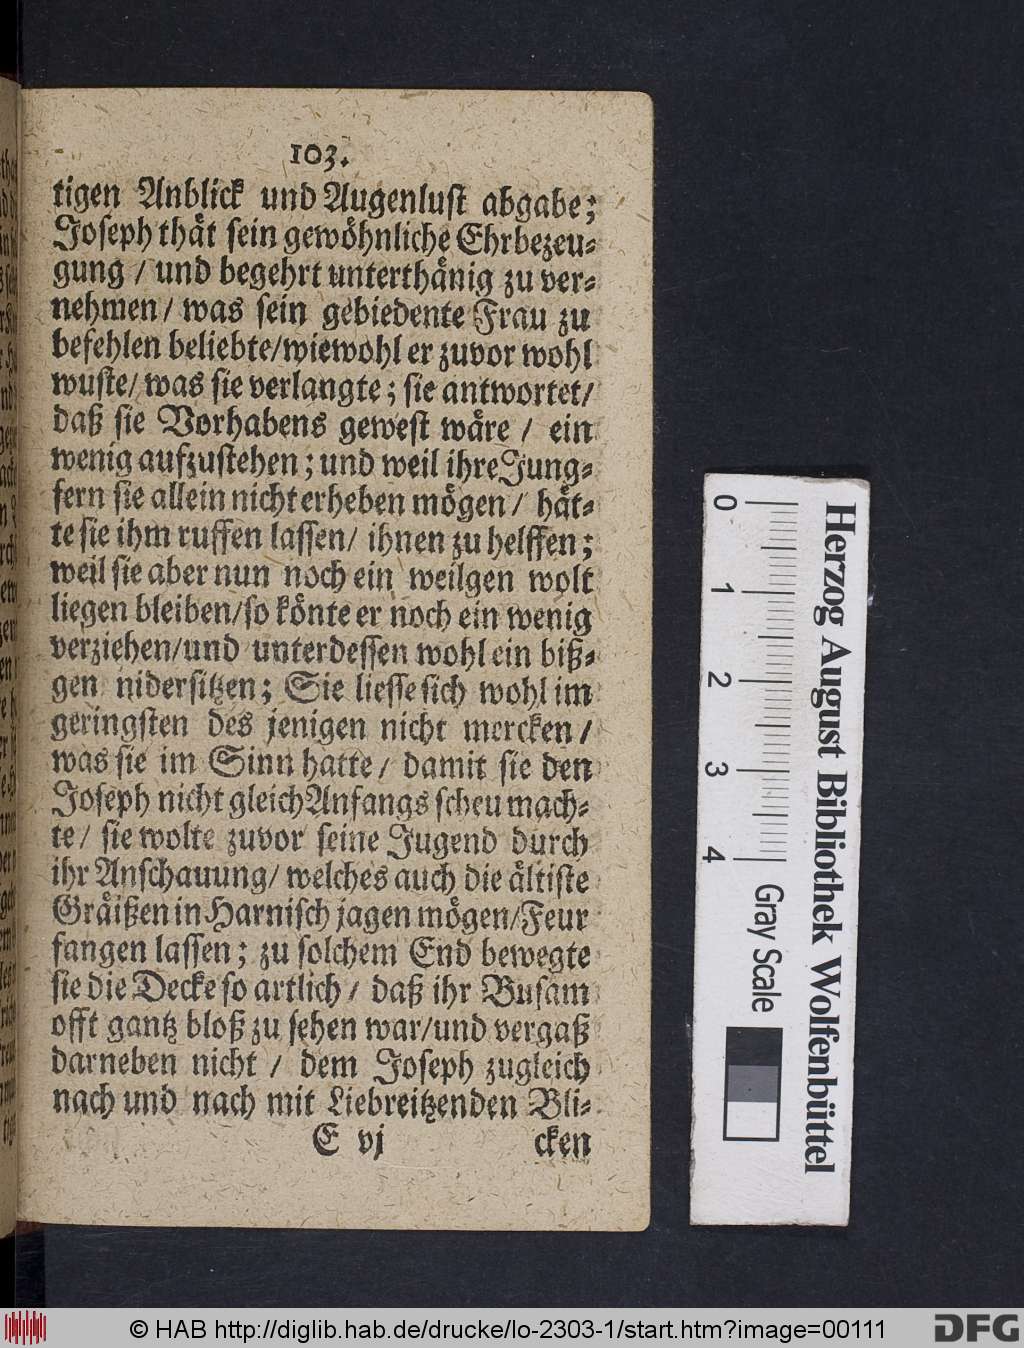 103.
tigen Anblick und Augenlust abgabe;
Joseph thät sein gewöhnliche Ehrbezeu-
gung / und begehrt unterthänig zu ver-
nehmen / was sein gebiedente Frau zu
befehlen beliebte/wiewohl er zuvor wohl
wuste/ was sie verlangte; sie antwortet/
daß sie Vorhabens gewest wäre / ein
wenig aufzustehen; und weil ihre Jung-
fern sie allein nicht erheben mögen / hät-
te sie ihm ruffen lassen/ ihnen zu helffen;
weil sie aber nun noch ein weilgen wolt
liegen bleiben/so könte er noch ein wenig
verziehen/und unterdessen wohl ein biß-
gen nidersitzen; Sie liesse sich wohl im
geringsten des jenigen nicht mercken /
was sie im Sinn hatte / damit sie den
Joseph nicht gleich Anfangs scheu mach-
te / sie wolte zuvor seine Jugend durch
ihr Anschauung/ welches auch die ältiste
Gräißen in Harnisch jagen mögen/Feur
fangen lassen; zu solchem End bewegte
sie die Decke so artlich / daß ihr Busam
offt gantz bloß zu sehen war/und vergaß
darneben nicht / dem Joseph zugleich
nach und nach mit Liebreitzenden Bli-
E vj cken
Herzog August Bibliothek Wolfenbüttel
0 1 2 3 4 Gray Scale
© HAB http://diglib.hab.de/drucke/lo-2303-1/start.htm?image=00111
DFG